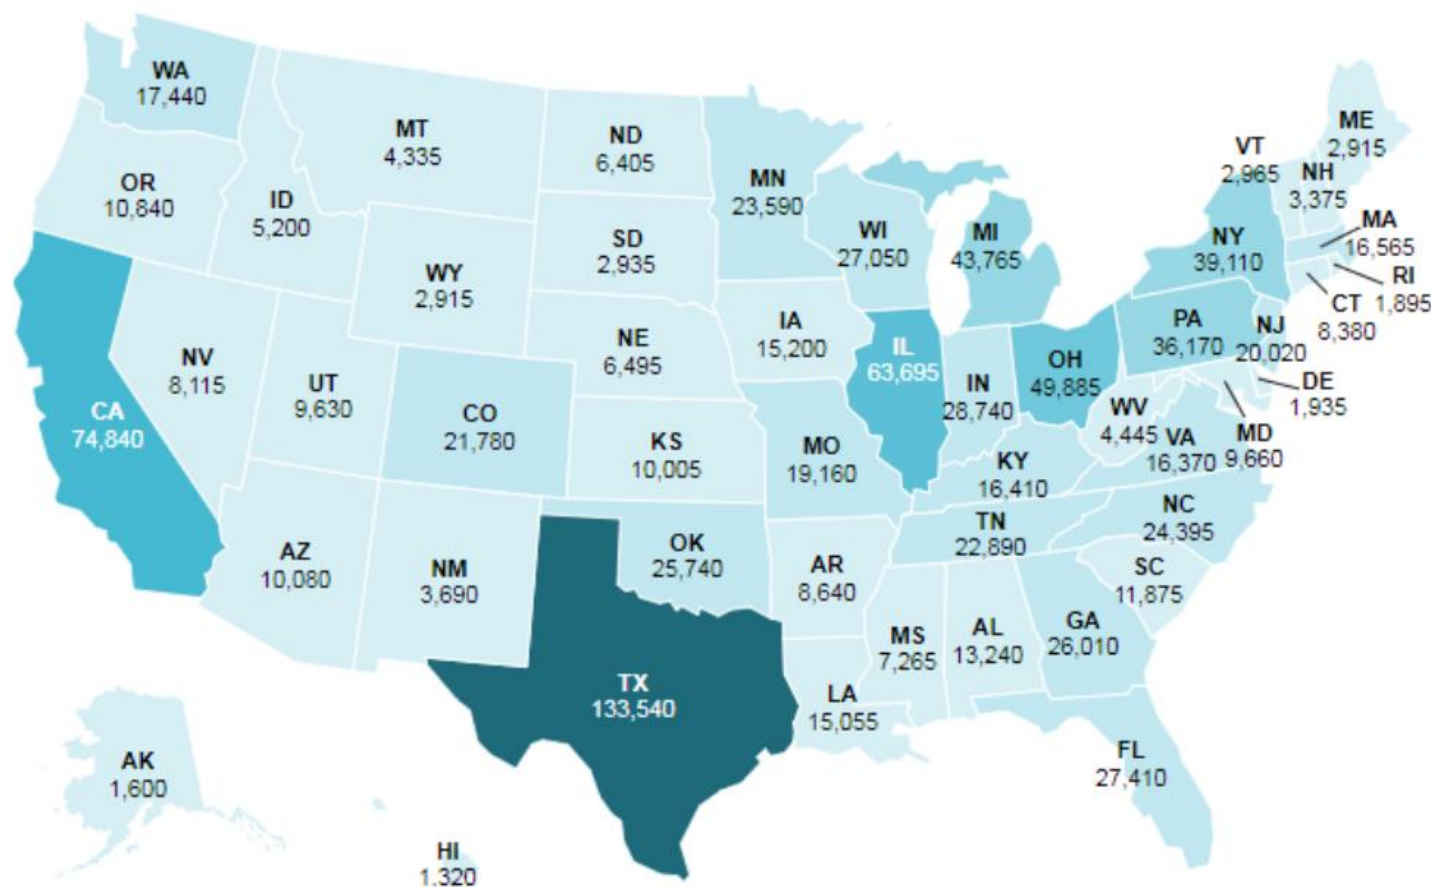 WA
17,440
MT
4,335
ND
6,405
MN
23,590
OR
10,840
ID
5,200
SD
2,935
WI
27,050
MI
43,765
WY
2,915
ME
2,915
VT
2,965
NH
3,375
MA
16,565
NY
39,110
RI
1,895
CT
8,380
NV
8,115
UT
9,630
NE
6,495
IA
15,200
IL
63,695
IN
28,740
OH
49,885
PA
36,170
NJ
20,020
DE
1,935
CA
74,840
CO
21,780
KS
10,005
MO
19,160
WV
4,445
VA
16,370
MD
9,660
KY
16,410
AZ
10,080
NM
3,690
OK
25,740
AR
8,640
TN
22,890
NC
24,395
SC
11,875
TX
133,540
LA
15,055
MS
7,265
AL
13,240
GA
26,010
AK
1,600
HI
1,320
FL
27,410